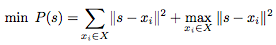 min P(s) = ∑_{x_i∈X} ‖s − x_i‖² + max_{x_i∈X} ‖s − x_i‖²